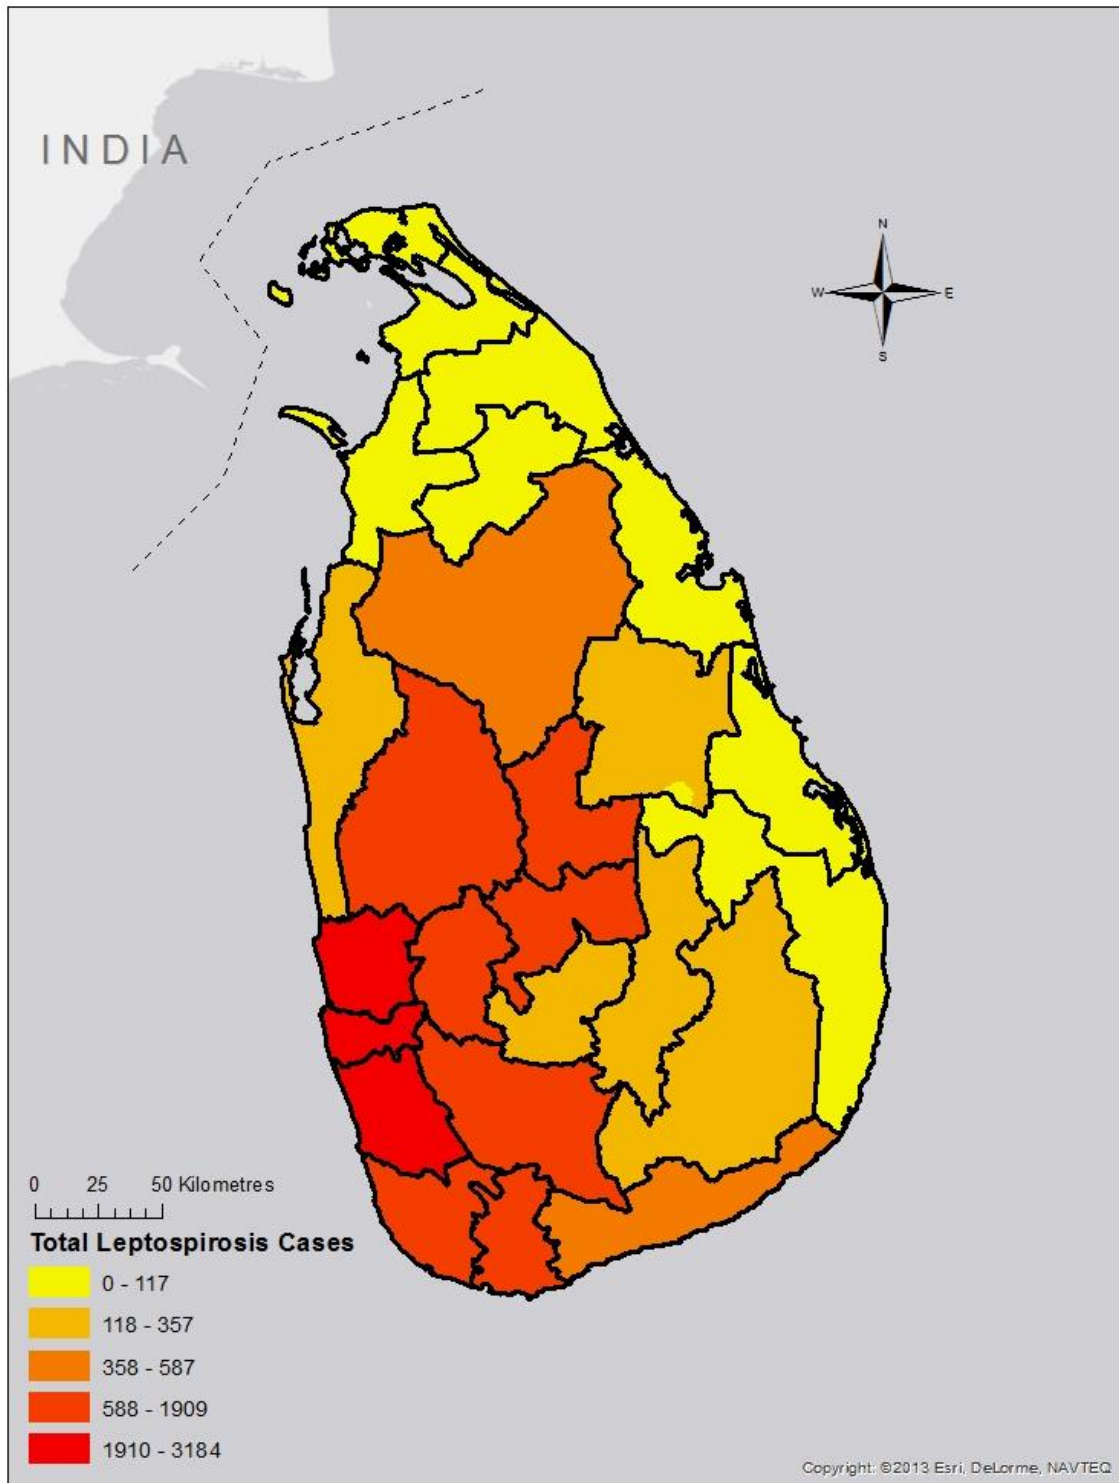 INDIA
N
W E
S
0 25 50 Kilometres
Total Leptospirosis Cases
0 - 117
118 - 357
358 - 587
588 - 1909
1910 - 3184
Copyright: ©2013 Esri, DeLorme, NAVTEQ